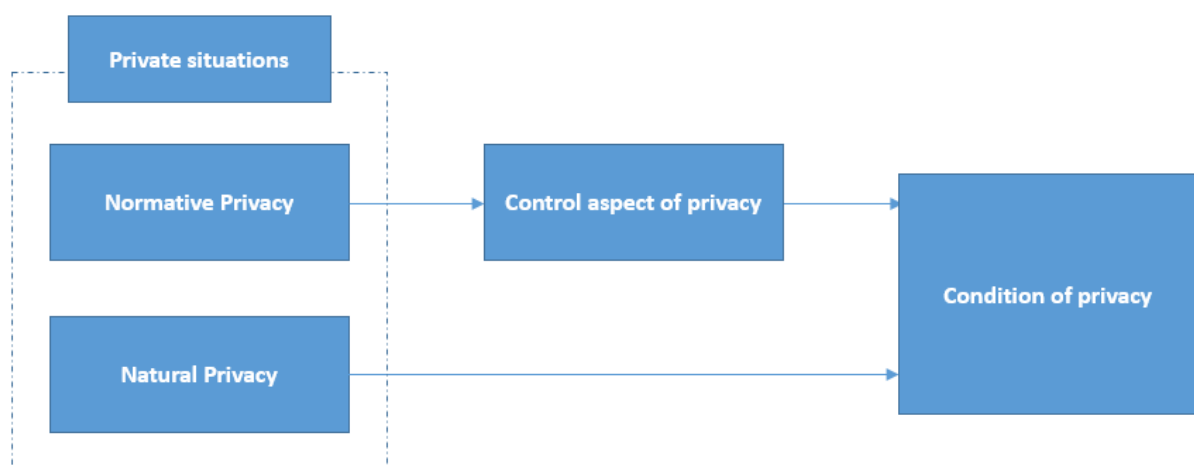 Private situations
Normative Privacy
Control aspect of privacy
Condition of privacy
Natural Privacy